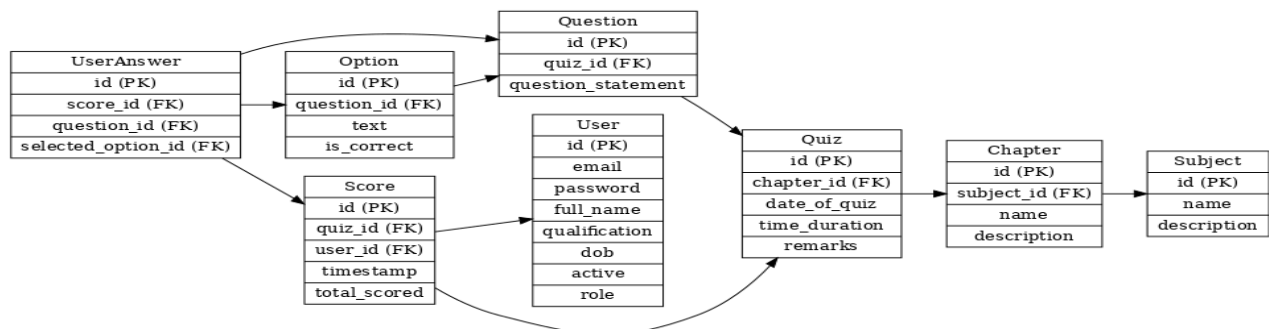 UserAnswer
id (PK)
score_id (FK)
question_id (FK)
selected_option_id (FK)
Option
id (PK)
question_id (FK)
text
is_correct
Question
id (PK)
quiz_id (FK)
question_statement
User
id (PK)
email
password
full_name
qualification
dob
active
role
Score
id (PK)
quiz_id (FK)
user_id (FK)
timestamp
total_scored
Quiz
id (PK)
chapter_id (FK)
date_of_quiz
time_duration
remarks
Chapter
id (PK)
subject_id (FK)
name
description
Subject
id (PK)
name
description